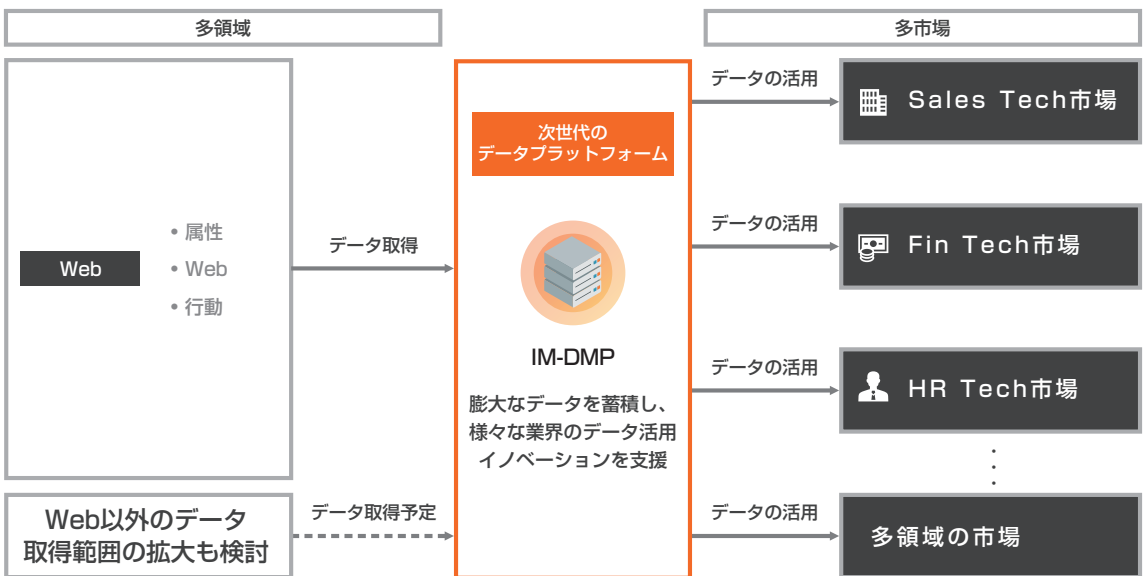 多領域
多市場
Web
• 属性
• Web
• 行動
データ取得
Web以外のデータ
取得範囲の拡大も検討
データ取得予定
次世代の
データプラットフォーム
IM-DMP
膨大なデータを蓄積し、
様々な業界のデータ活用
イノベーションを支援
データの活用
Sales Tech市場
データの活用
Fin Tech市場
データの活用
HR Tech市場
データの活用
多領域の市場